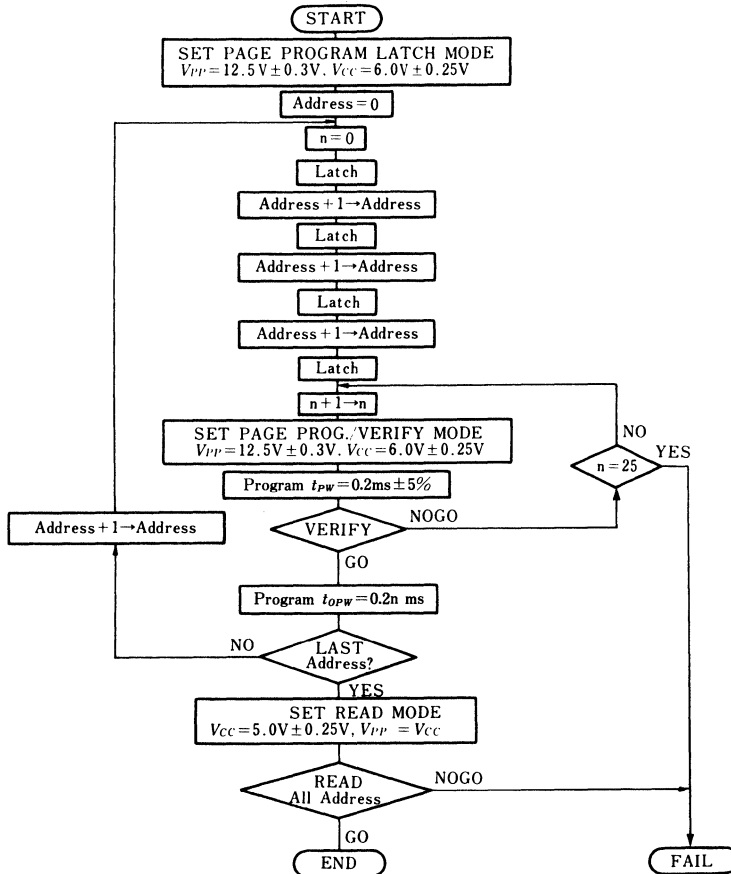 START
SET PAGE PROGRAM LATCH MODE
VPP=12.5V±0.3V. VCC=6.0V±0.25V
Address=0
n=0
Latch
Address+1→Address
Latch
Address+1→Address
Latch
Address+1→Address
Latch
n+1→n
SET PAGE PROG./VERIFY MODE
VPP=12.5V±0.3V. VCC=6.0V±0.25V
NO
YES
n=25
Program tPW=0.2ms±5%
NOGO
Address+1→Address
VERIFY
GO
Program tOPW=0.2n ms
NO
LAST
Address?
YES
SET READ MODE
VCC=5.0V±0.25V, VPP = VCC
NOGO
READ
All Address
GO
END
FAIL